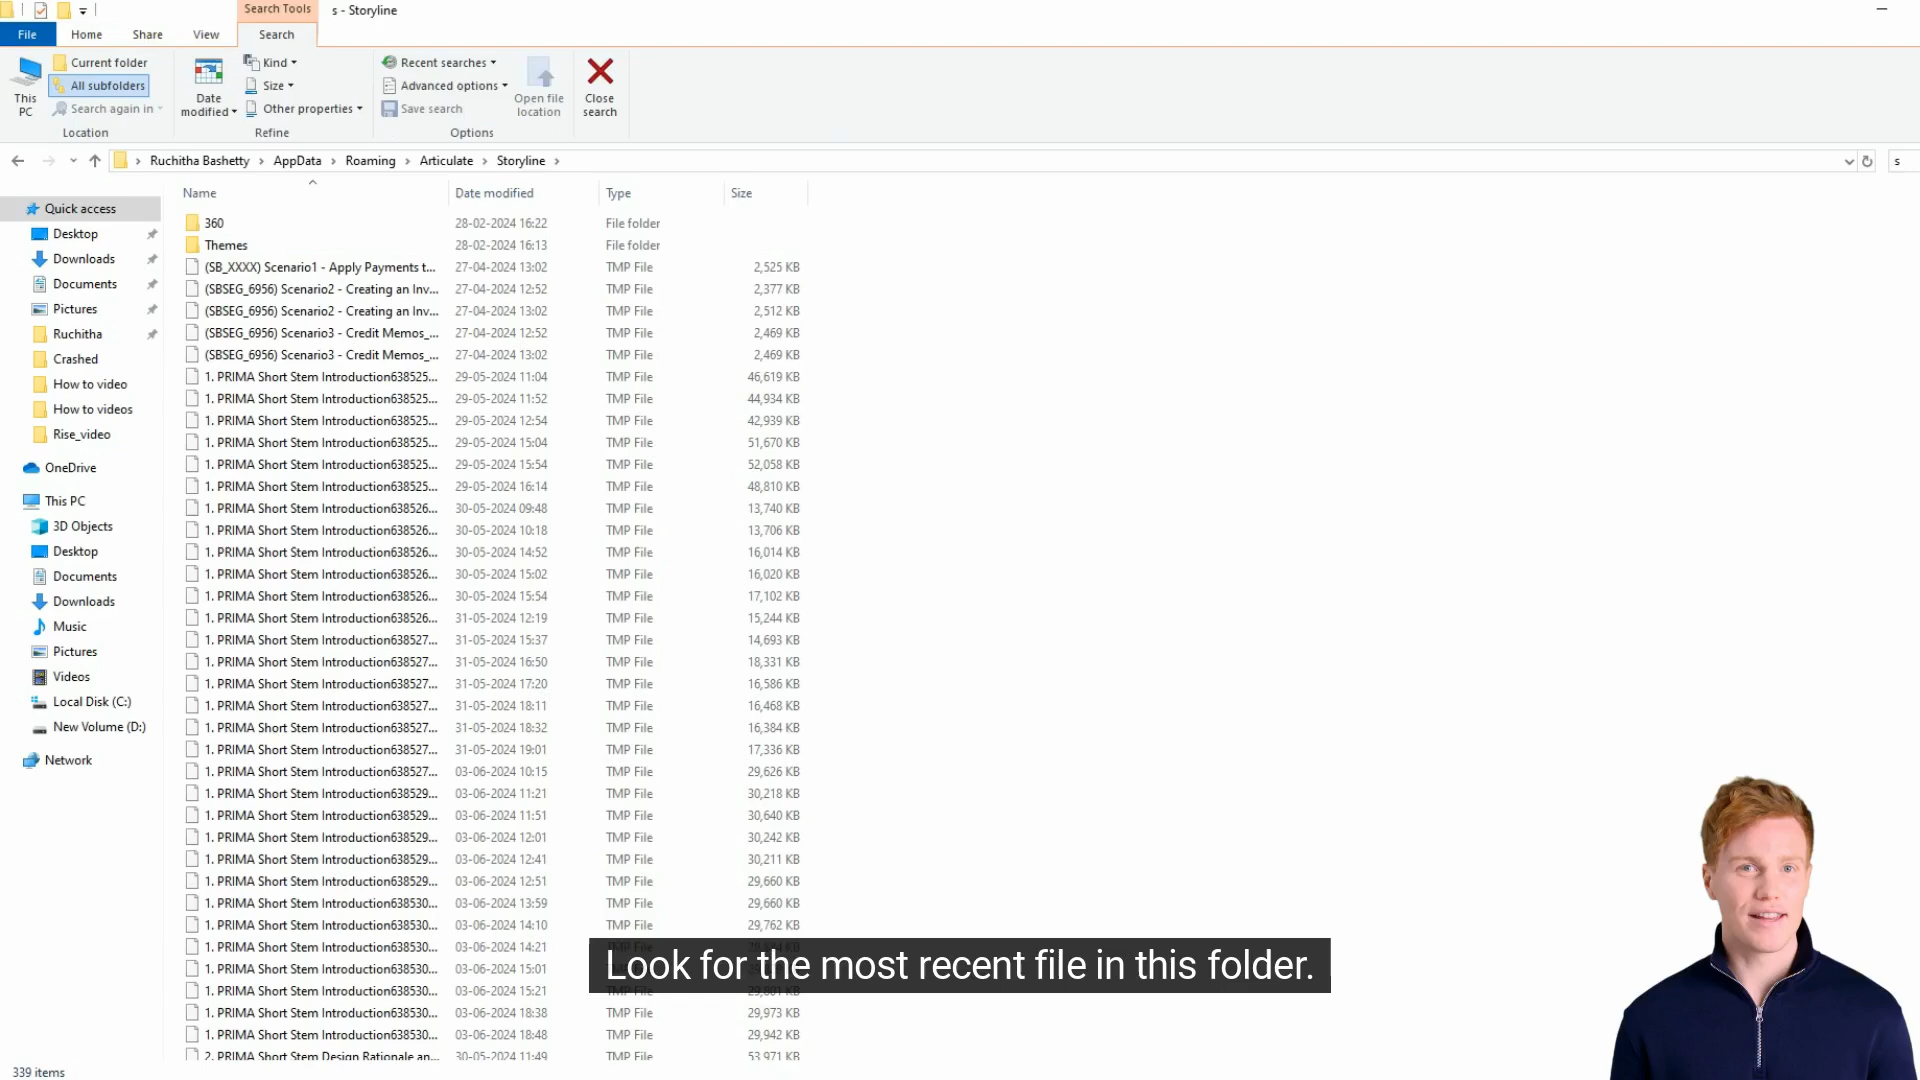 Search Tools
s - Storyline
File
Home
Share
View
Search
This PC
Current folder
All subfolders
Search again in
Location
Date modified
Kind
Size
Other properties
Refine
Recent searches
Advanced options
Save search
Open file location
Options
Close search
Ruchitha Bashetty
AppData
Roaming
Articulate
Storyline
s
Quick access
Desktop
Downloads
Documents
Pictures
Ruchitha
Crashed
How to video
How to videos
Rise_video
OneDrive
This PC
3D Objects
Desktop
Documents
Downloads
Music
Pictures
Videos
Local Disk (C:)
New Volume (D:)
Network
Name Date modified Type Size
360 28-02-2024 16:22 File folder
Themes 28-02-2024 16:13 File folder
(SB_XXXX) Scenario1 - Apply Payments t... 27-04-2024 13:02 TMP File 2,525 KB
(SBSEG_6956) Scenario2 - Creating an Inv... 27-04-2024 12:52 TMP File 2,377 KB
(SBSEG_6956) Scenario2 - Creating an Inv... 27-04-2024 13:02 TMP File 2,512 KB
(SBSEG_6956) Scenario3 - Credit Memos_... 27-04-2024 12:52 TMP File 2,469 KB
(SBSEG_6956) Scenario3 - Credit Memos_... 27-04-2024 13:02 TMP File 2,469 KB
1. PRIMA Short Stem Introduction638525... 29-05-2024 11:04 TMP File 46,619 KB
1. PRIMA Short Stem Introduction638525... 29-05-2024 11:52 TMP File 44,934 KB
1. PRIMA Short Stem Introduction638525... 29-05-2024 12:54 TMP File 42,939 KB
1. PRIMA Short Stem Introduction638525... 29-05-2024 15:04 TMP File 51,670 KB
1. PRIMA Short Stem Introduction638525... 29-05-2024 15:54 TMP File 52,058 KB
1. PRIMA Short Stem Introduction638525... 29-05-2024 16:14 TMP File 48,810 KB
1. PRIMA Short Stem Introduction638526... 30-05-2024 09:48 TMP File 13,740 KB
1. PRIMA Short Stem Introduction638526... 30-05-2024 10:18 TMP File 13,706 KB
1. PRIMA Short Stem Introduction638526... 30-05-2024 14:52 TMP File 16,014 KB
1. PRIMA Short Stem Introduction638526... 30-05-2024 15:02 TMP File 16,020 KB
1. PRIMA Short Stem Introduction638526... 30-05-2024 15:54 TMP File 17,102 KB
1. PRIMA Short Stem Introduction638526... 31-05-2024 12:19 TMP File 15,244 KB
1. PRIMA Short Stem Introduction638527... 31-05-2024 15:37 TMP File 14,693 KB
1. PRIMA Short Stem Introduction638527... 31-05-2024 16:50 TMP File 18,331 KB
1. PRIMA Short Stem Introduction638527... 31-05-2024 17:20 TMP File 16,586 KB
1. PRIMA Short Stem Introduction638527... 31-05-2024 18:11 TMP File 16,468 KB
1. PRIMA Short Stem Introduction638527... 31-05-2024 18:32 TMP File 16,384 KB
1. PRIMA Short Stem Introduction638527... 31-05-2024 19:01 TMP File 17,336 KB
1. PRIMA Short Stem Introduction638527... 03-06-2024 10:15 TMP File 29,626 KB
1. PRIMA Short Stem Introduction638529... 03-06-2024 11:21 TMP File 30,218 KB
1. PRIMA Short Stem Introduction638529... 03-06-2024 11:51 TMP File 30,640 KB
1. PRIMA Short Stem Introduction638529... 03-06-2024 12:01 TMP File 30,242 KB
1. PRIMA Short Stem Introduction638529... 03-06-2024 12:41 TMP File 30,211 KB
1. PRIMA Short Stem Introduction638529... 03-06-2024 12:51 TMP File 29,660 KB
1. PRIMA Short Stem Introduction638530... 03-06-2024 13:59 TMP File 29,660 KB
1. PRIMA Short Stem Introduction638530... 03-06-2024 14:10 TMP File 29,762 KB
1. PRIMA Short Stem Introduction638530... 03-06-2024 14:21
1. PRIMA Short Stem Introduction638530... 03-06-2024 15:01
1. PRIMA Short Stem Introduction638530... 03-06-2024 15:21
1. PRIMA Short Stem Introduction638530... 03-06-2024 18:38 TMP File 29,973 KB
1. PRIMA Short Stem Introduction638530... 03-06-2024 18:48 TMP File 29,942 KB
2. PRIMA Short Stem Design Rationale an... 30-05-2024 11:49 TMP File 53,971 KB
Look for the most recent file in this folder.
339 items